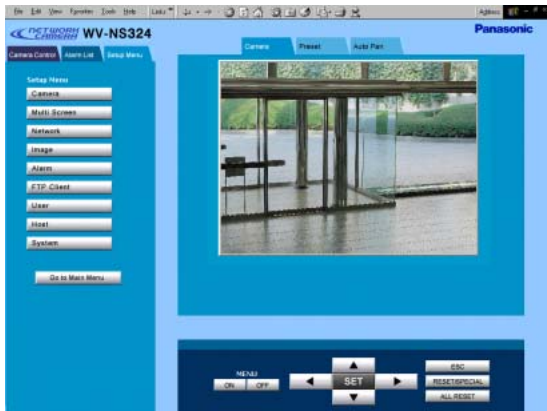 File Edit View Favorites Tools Help Links Address
NETWORK CAMERA WV-NS324
Panasonic
Camera Control Alarm List Setup Menu
Camera Preset Auto Pan
Setup Menu
Camera
Multi Screen
Network
Image
Alarm
FTP Client
User
Host
System
Go to Main Menu
MENU
ON OFF
SET
ESC
RESET/SPECIAL
ALL RESET